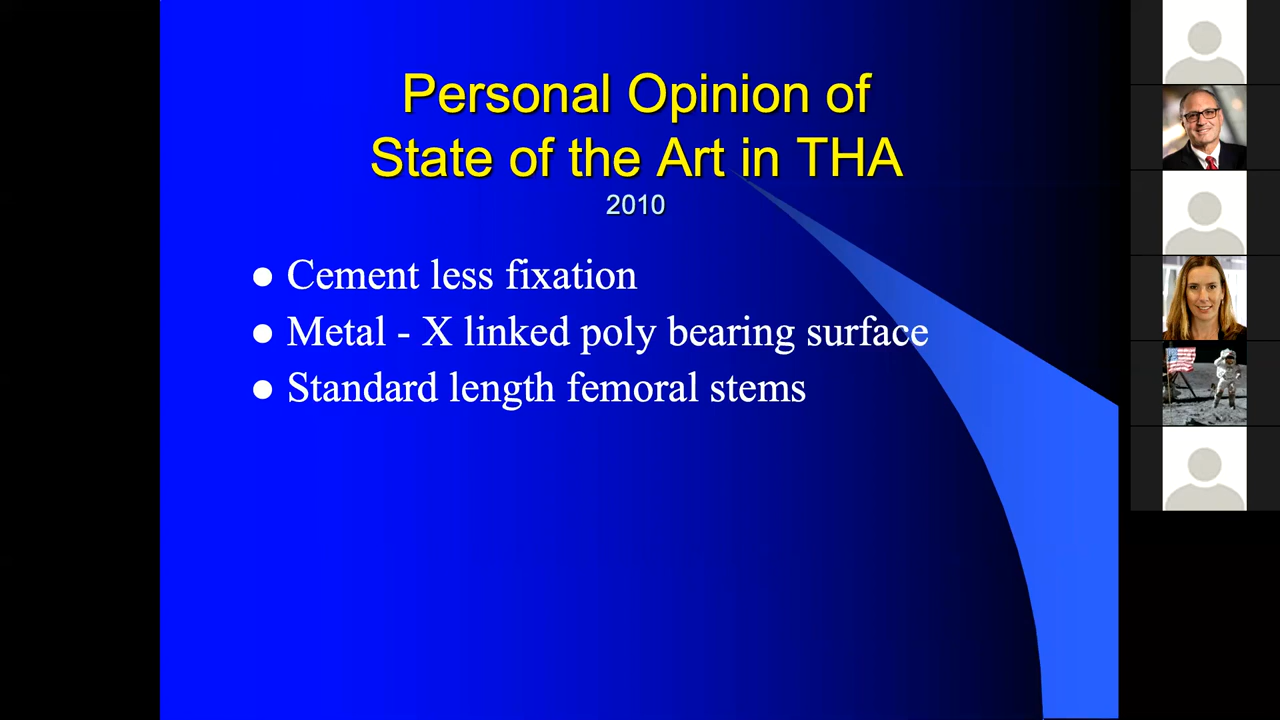 Personal Opinion of
State of the Art in THA
2010
● Cement less fixation
● Metal - X linked poly bearing surface
● Standard length femoral stems